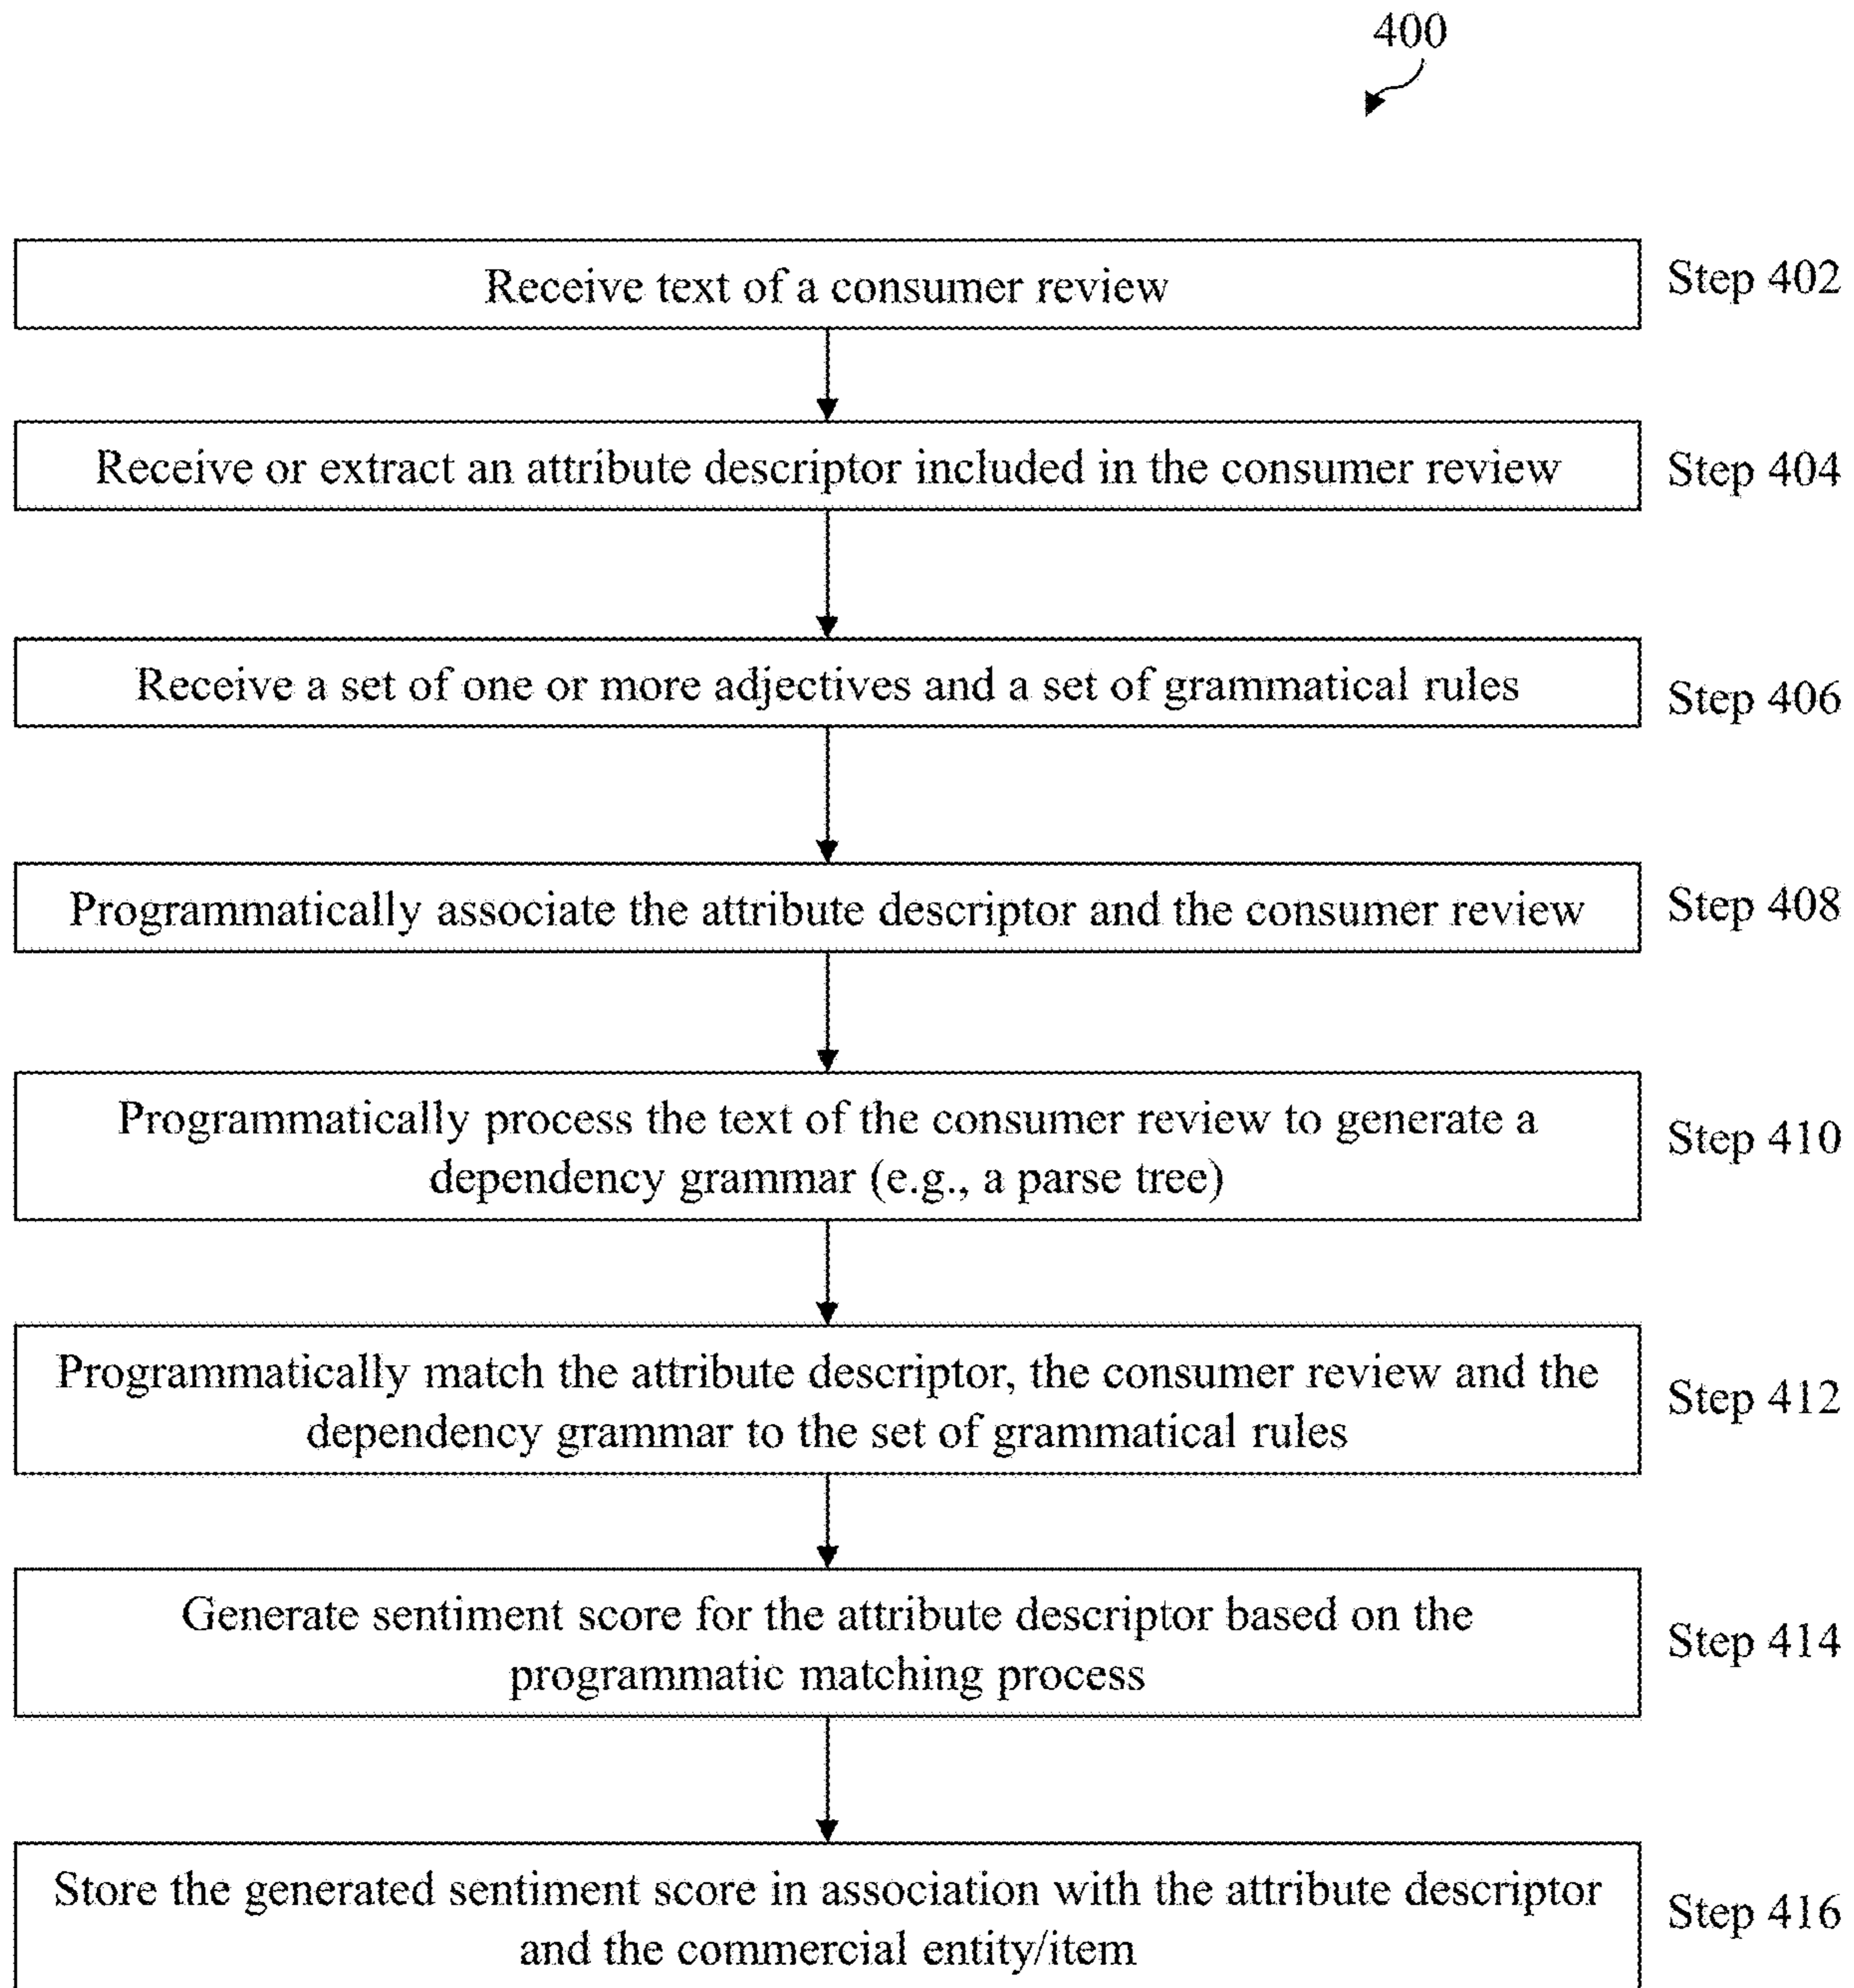 400
Receive text of a consumer review
Step 402
Receive or extract an attribute descriptor included in the consumer review
Step 404
Receive a set of one or more adjectives and a set of grammatical rules
Step 406
Programmatically associate the attribute descriptor and the consumer review
Step 408
Programmatically process the text of the consumer review to generate a
dependency grammar (e.g., a parse tree)
Step 410
Programmatically match the attribute descriptor, the consumer review and the
dependency grammar to the set of grammatical rules
Step 412
Generate sentiment score for the attribute descriptor based on the
programmatic matching process
Step 414
Store the generated sentiment score in association with the attribute descriptor
and the commercial entity/item
Step 416